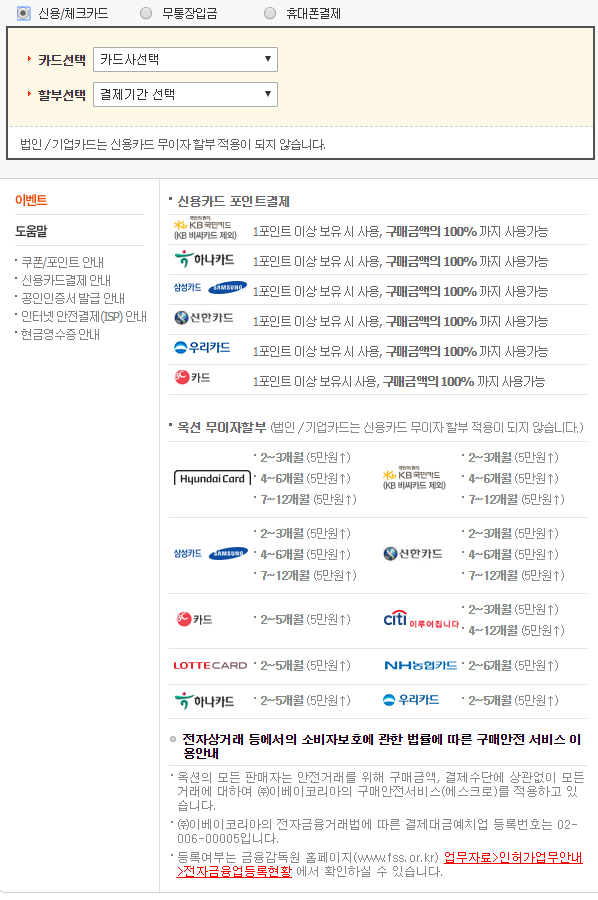 신용/체크카드 무통장입금 휴대폰결제
카드선택 카드사선택
할부선택 결제기간 선택
법인/기업카드는 신용카드 무이자 할부 적용이 되지 않습니다.
이벤트
도움말
쿠폰/포인트 안내
신용카드결제 안내
공인인증서 발급 안내
인터넷 안전결제(ISP) 안내
현금영수증 안내
신용카드 포인트결제
국민의 평생의
KB국민카드
(KB 비씨카드 제외) 1포인트 이상 보유 시 사용, 구매금액의 100% 까지 사용가능
하나카드 1포인트 이상 보유 시 사용, 구매금액의 100% 까지 사용가능
삼성카드 SAMSUNG 1포인트 이상 보유 시 사용, 구매금액의 100% 까지 사용가능
신한카드 1포인트 이상 보유 시 사용, 구매금액의 100% 까지 사용가능
우리카드 1포인트 이상 보유 시 사용, 구매금액의 100% 까지 사용가능
카드 1포인트 이상 보유시 사용, 구매금액의 100% 까지 사용가능
옥션 무이자할부 (법인/기업카드는 신용카드 무이자 할부 적용이 되지 않습니다.)
HyundaiCard
2~3개월 (5만원↑)
4~6개월 (5만원↑)
7~12개월 (5만원↑)
KB국민카드
(KB 비씨카드 제외)
2~3개월 (5만원↑)
4~6개월 (5만원↑)
7~12개월 (5만원↑)
삼성카드 SAMSUNG
2~3개월 (5만원↑)
4~6개월 (5만원↑)
7~12개월 (5만원↑)
신한카드
2~3개월 (5만원↑)
4~6개월 (5만원↑)
7~12개월 (5만원↑)
카드 2~5개월 (5만원↑)
citi 이루어집니다
2~3개월 (5만원↑)
4~12개월 (5만원↑)
LOTTE CARD 2~5개월 (5만원↑)
NH농협카드 2~6개월 (5만원↑)
하나카드 2~5개월 (5만원↑)
우리카드 2~5개월 (5만원↑)
전자상거래 등에서의 소비자보호에 관한 법률에 따른 구매안전 서비스 이
용안내
옥션의 모든 판매자는 안전거래를 위해 구매금액, 결제수단에 상관없이 모든
거래에 대하여 ㈜이베이코리아의 구매안전서비스(에스크로)를 적용하고 있
습니다.
㈜이베이코리아의 전자금융거래법에 따른 결제대금예치업 등록번호는 02-
006-00005입니다.
등록여부는 금융감독원 홈페이지(www.fss.or.kr) 업무자료>인허가업무안내
>전자금융업등록현황 에서 확인하실 수 있습니다.